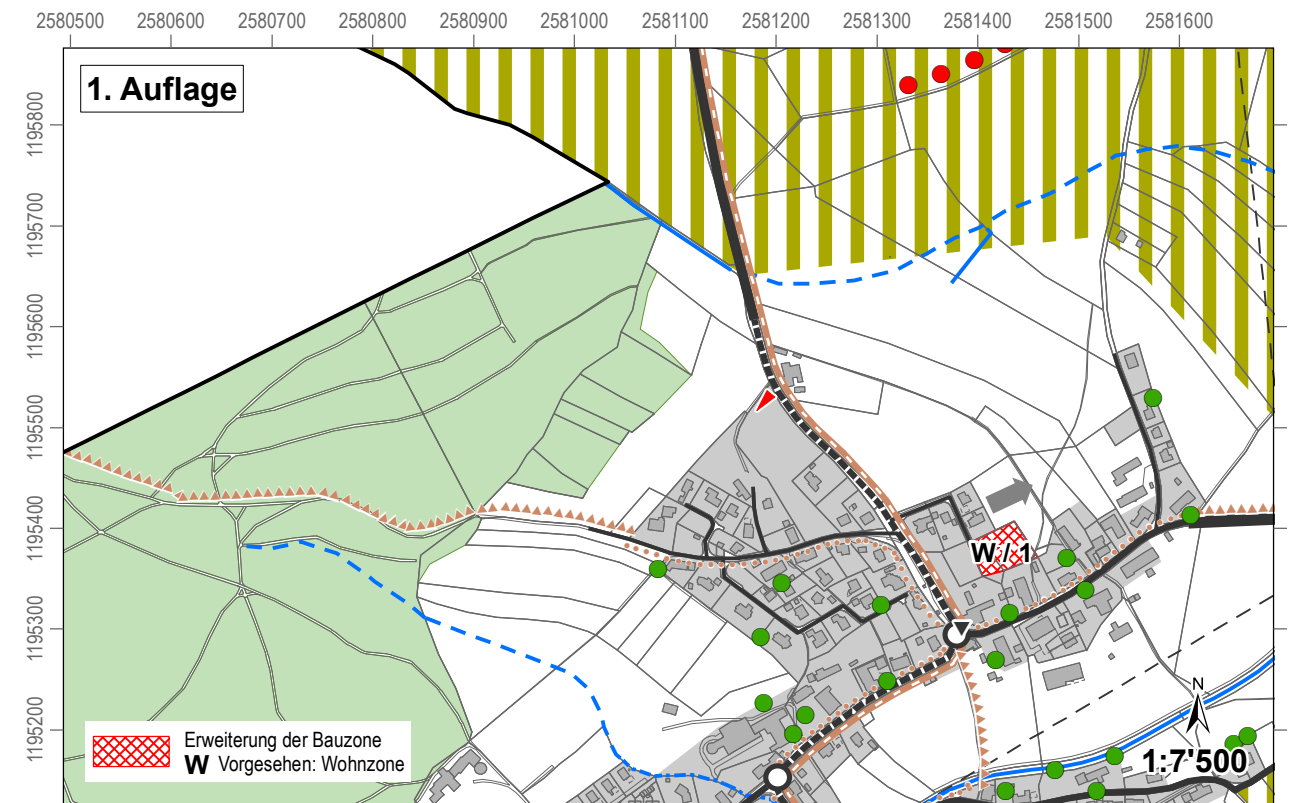 2580500 2580600 2580700 2580800 2580900 2581000 2581100 2581200 2581300 2581400 2581500 2581600
1. Auflage
1195800
1195700
1195600
1195500
1195400
1195300
1195200
W / 1
N
1:7'500
Erweiterung der Bauzone
W Vorgesehen: Wohnzone